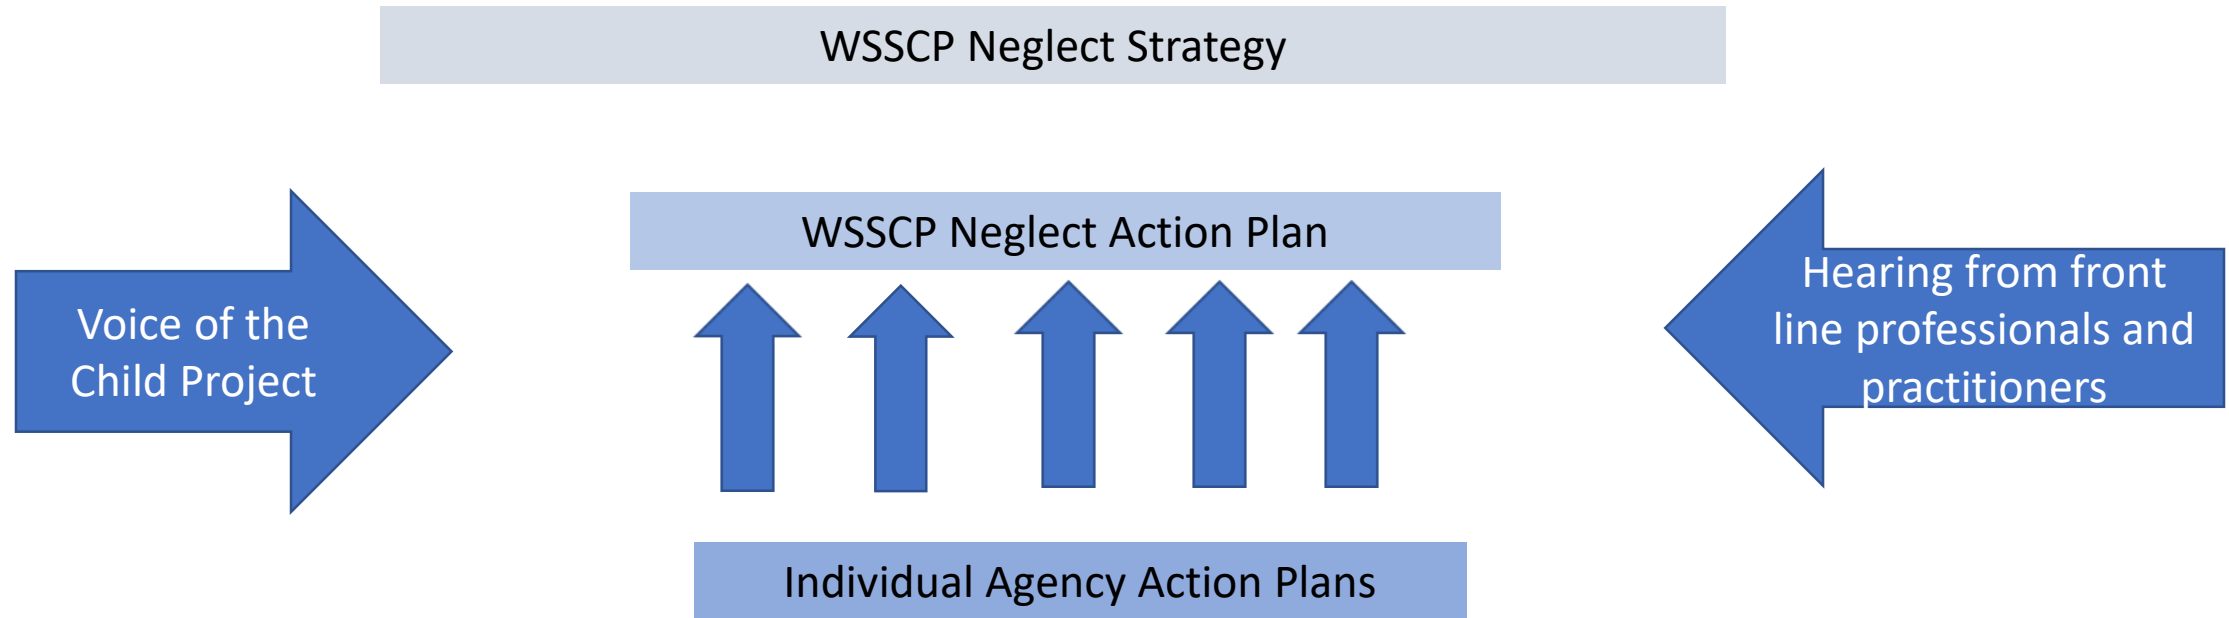 WSSCP Neglect Strategy
WSSCP Neglect Action Plan
Voice of the
Child Project
Hearing from front
line professionals and
practitioners
Individual Agency Action Plans